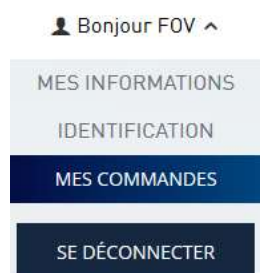 Bonjour FOV
MES INFORMATIONS
IDENTIFICATION
MES COMMANDES
SE DÉCONNECTER